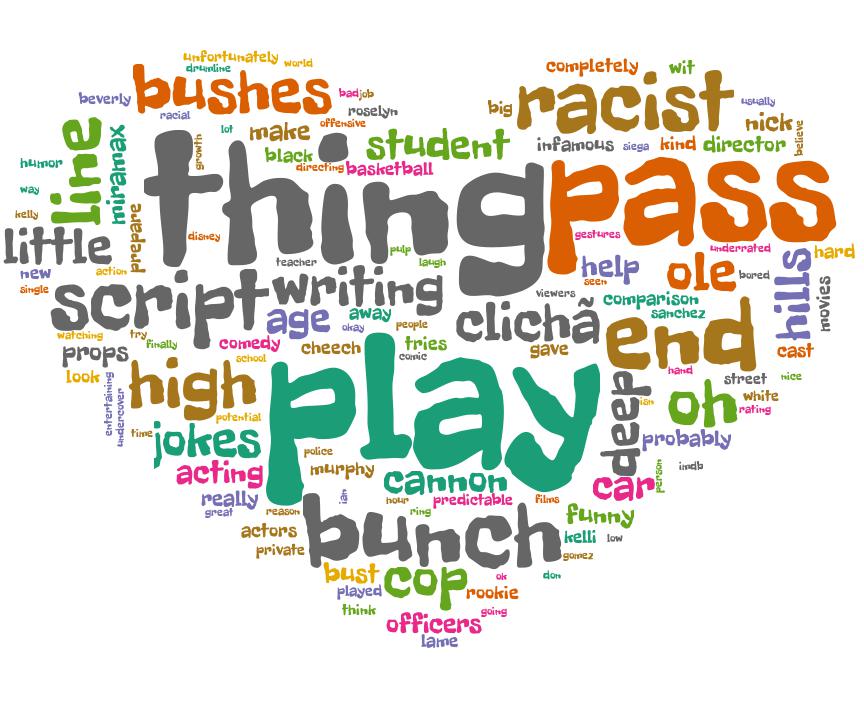 unfortunately world
drumline
completely wit
beverly bushes badjob
racial
roselyn
big racist usually
nick
believe
line
miramax
humor
way
kelly
lot make offensive
growth
black student
directing basketball
infamous siega kind director
thing
pass
little
prepare
disney
new action
single
teacher pulp laugh
gestures underrated hard
help ole bored
seen
hills
movies
script writing
viewers
comparison
sanchez
age away
okay people
clichã
end
watching try
finally
comedy
cheech tries
comic
gave
cast
props
look
school
high
play
hand
street nice
deep
isn
oh white
rating
entertaining
undercover
potential
time
jokes
police
murphy
probably
acting
cannon
car
person
imdb
really
great
ian
hour predictable films
ring
reason
actors
private
bunch
funny
kelli low
gomez
bust cop ok don
played rookie
think going
officers
lame